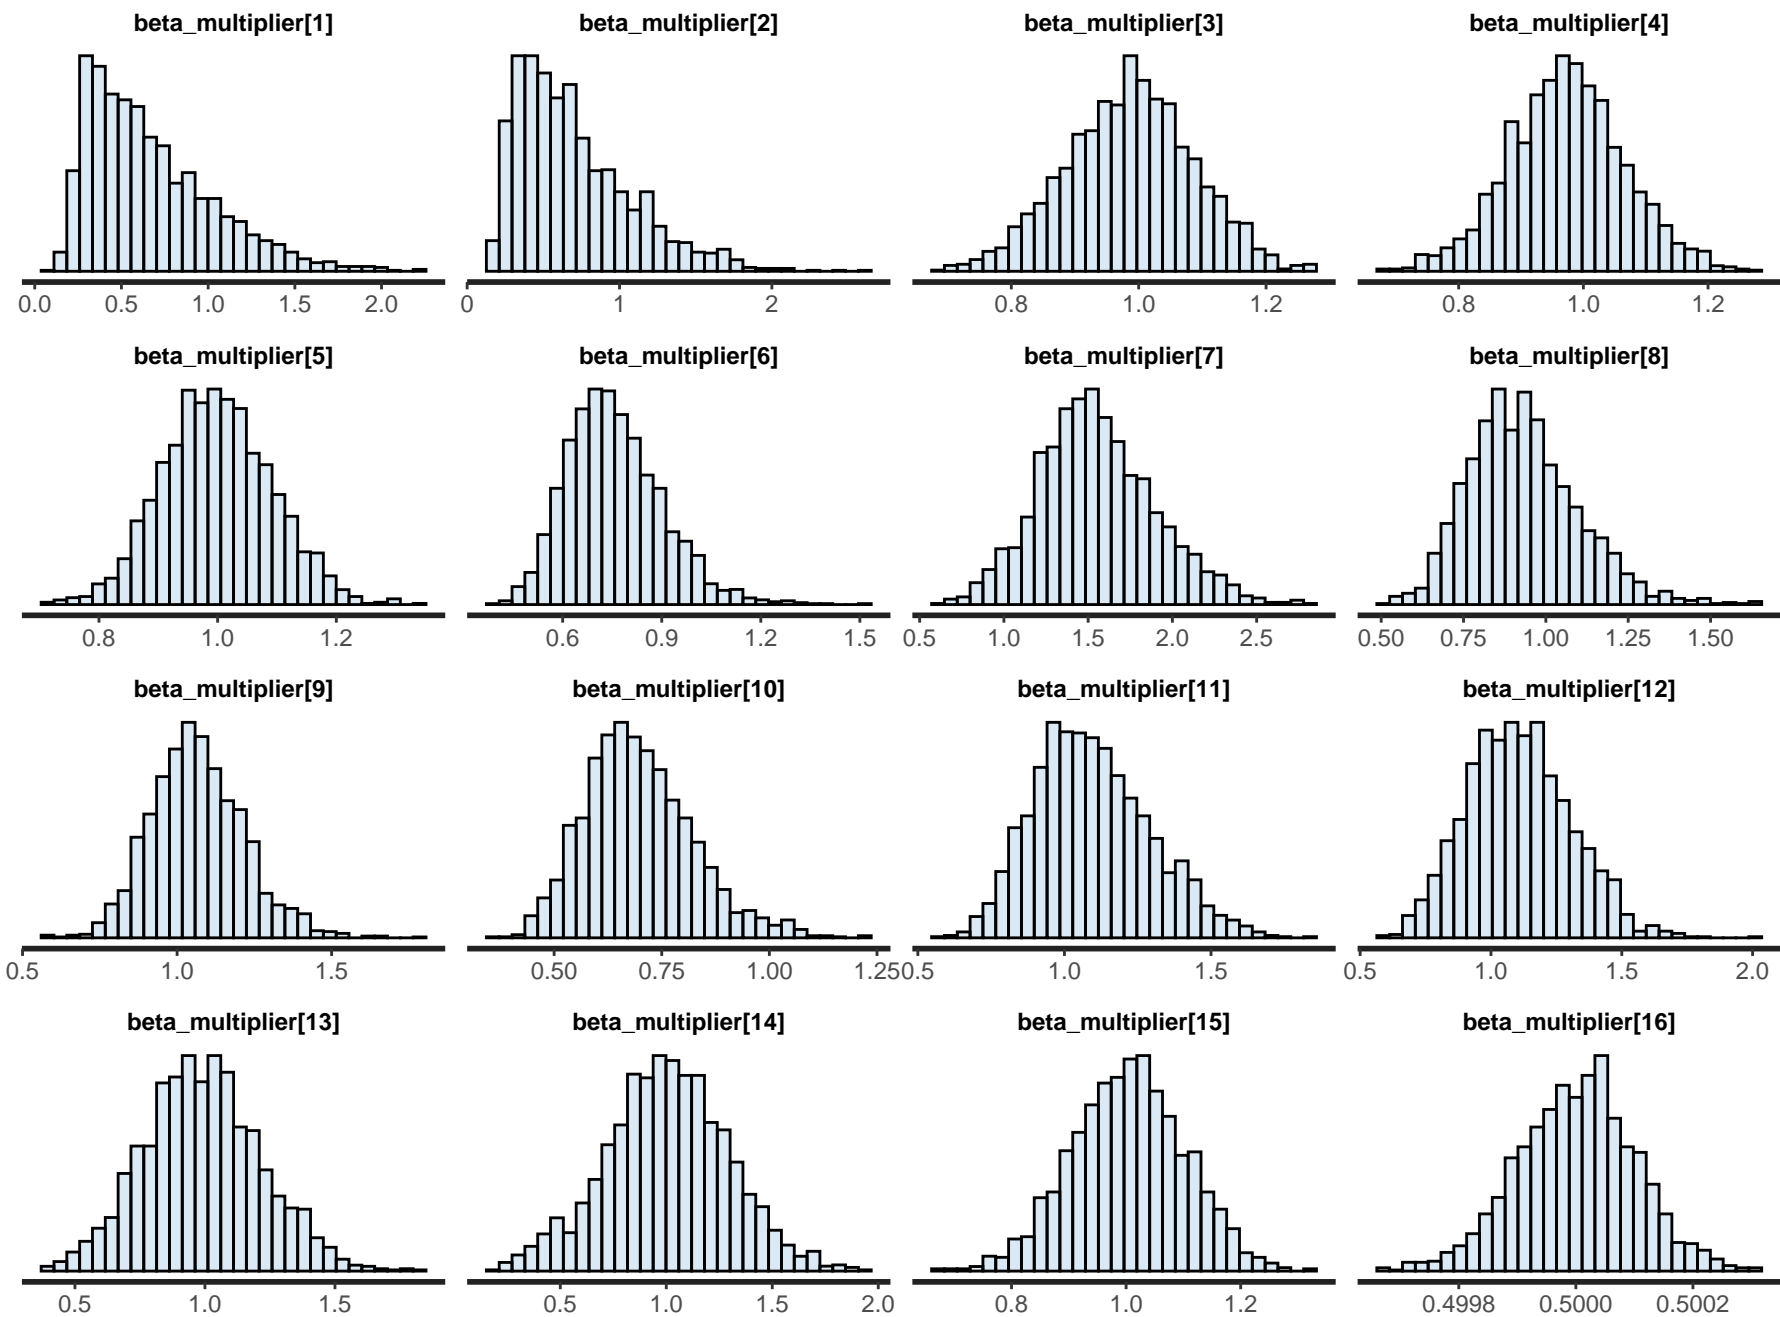 beta_multiplier[1] beta_multiplier[2] beta_multiplier[3] beta_multiplier[4]
0.0 0.5 1.0 1.5 2.0 0 1 2 0.8 1.0 1.2 0.8 1.0 1.2
beta_multiplier[5] beta_multiplier[6] beta_multiplier[7] beta_multiplier[8]
0.8 1.0 1.2 0.6 0.9 1.2 1.5 0.5 1.0 1.5 2.0 2.5 0.50 0.75 1.00 1.25 1.50
beta_multiplier[9] beta_multiplier[10] beta_multiplier[11] beta_multiplier[12]
0.5 1.0 1.5 0.50 0.75 1.00 1.25 0.5 1.0 1.5 0.5 1.0 1.5 2.0
beta_multiplier[13] beta_multiplier[14] beta_multiplier[15] beta_multiplier[16]
0.5 1.0 1.5 0.5 1.0 1.5 2.0 0.8 1.0 1.2 0.4998 0.5000 0.5002